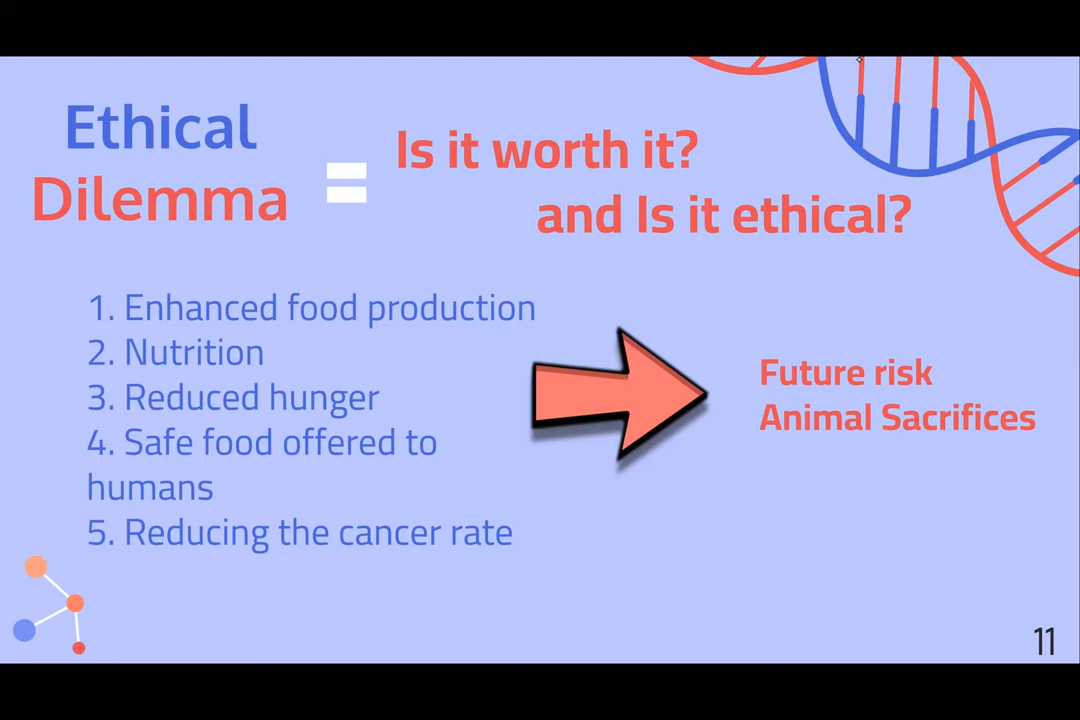 Ethical
Dilemma
=
Is it worth it?
and Is it ethical?
1. Enhanced food production
2. Nutrition
3. Reduced hunger
4. Safe food offered to
humans
5. Reducing the cancer rate
Future risk
Animal Sacrifices
11